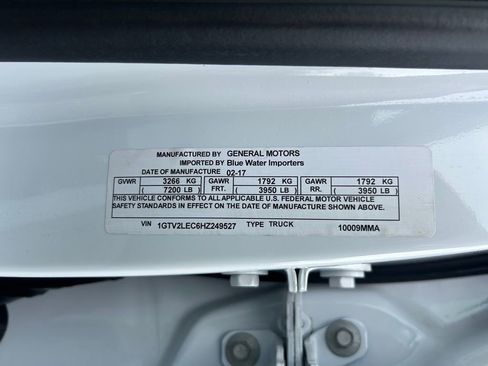 MANUFACTURED BY GENERAL MOTORS
IMPORTED BY Blue Water Importers
DATE OF MANUFACTURE 02-17
GVWR 3266 KG GAWR 1792 KG GAWR 1792 KG
( 7200 LB ) FRT. ( 3950 LB ) RR. ( 3950 LB )
THIS VEHICLE CONFORMS TO ALL APPLICABLE U.S. FEDERAL MOTOR VEHICLE
SAFETY STANDARDS IN EFFECT ON THE DATE OF MANUFACTURE SHOWN ABOVE.
VIN 1GTV2LEC6HZ249527 TYPE TRUCK 10009MMA